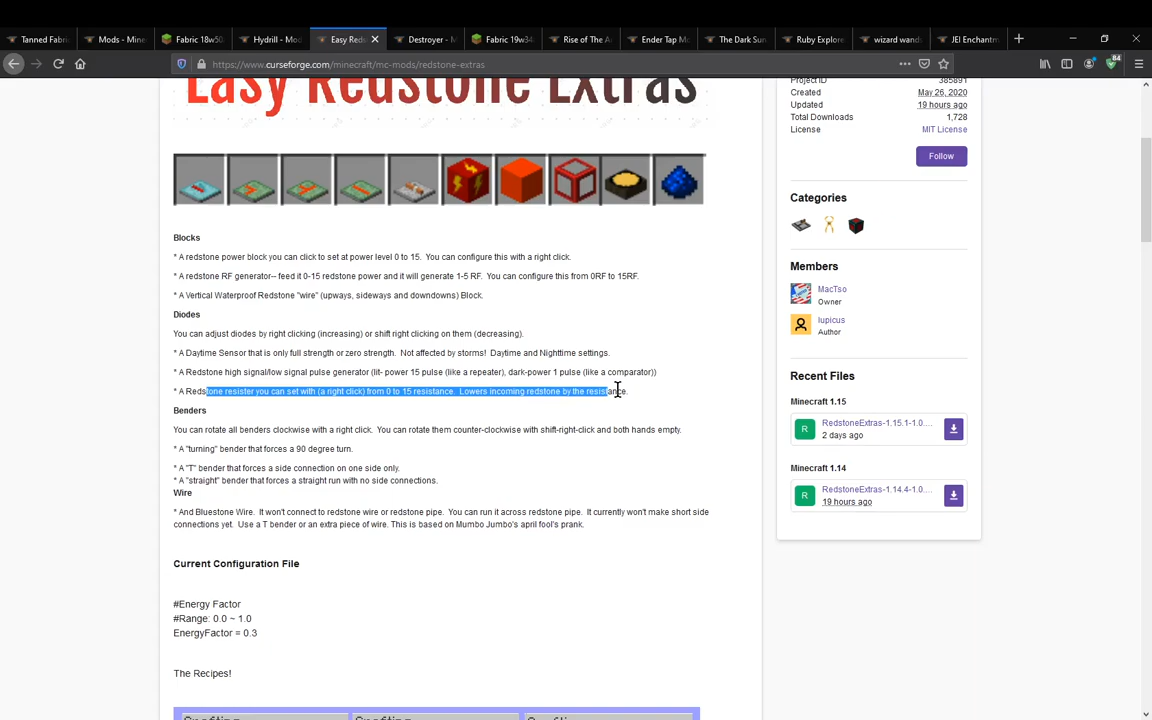 Tanned Fabri
Mods - Mine
Fabric 18w50
Hydrill - Mod
Easy Reds
Destroyer - M
Fabric 19w34
Rise of The A
Ender Tap Mo
The Dark Sun
Ruby Explore
wizard wands
JEI Enchantm
https://www.curseforge.com/minecraft/mc-mods/redstone-extras
84
Easy Redstone Extras
Blocks
* A redstone power block you can click to set at power level 0 to 15.  You can configure this with a right click.
* A redstone RF generator-- feed it 0-15 redstone power and it will generate 1-5 RF.  You can configure this from 0RF to 15RF.
* A Vertical Waterproof Redstone "wire" (upways, sideways and downdowns) Block.
Diodes
You can adjust diodes by right clicking (increasing) or shift right clicking on them (decreasing).
* A Daytime Sensor that is only full strength or zero strength.  Not affected by storms!  Daytime and Nighttime settings.
* A Redstone high signal/low signal pulse generator (lit- power 15 pulse (like a repeater), dark-power 1 pulse (like a comparator))
* A Redstone resister you can set with (a right click) from 0 to 15 resistance.  Lowers incoming redstone by the resistance.
Benders
You can rotate all benders clockwise with a right click.  You can rotate them counter-clockwise with shift-right-click and both hands empty.
* A "turning" bender that forces a 90 degree turn.
* A "T" bender that forces a side connection on one side only.
* A "straight" bender that forces a straight run with no side connections.
Wire
* And Bluestone Wire.  It won't connect to redstone wire or redstone pipe.  You can run it across redstone pipe.  It currently won't make short side
connections yet.  Use a T bender or an extra piece of wire. This is based on Mumbo Jumbo's april fool's prank.
Current Configuration File
#Energy Factor
#Range: 0.0 ~ 1.0
EnergyFactor = 0.3
The Recipes!
Crafting
Crafting
Project ID 385891
Created May 26, 2020
Updated 19 hours ago
Total Downloads 1,728
License MIT License
Follow
Categories
Members
MacTso
Owner
lupicus
Author
Recent Files
Minecraft 1.15
R RedstoneExtras-1.15.1-1.0....
2 days ago
Minecraft 1.14
R RedstoneExtras-1.14.4-1.0....
19 hours ago